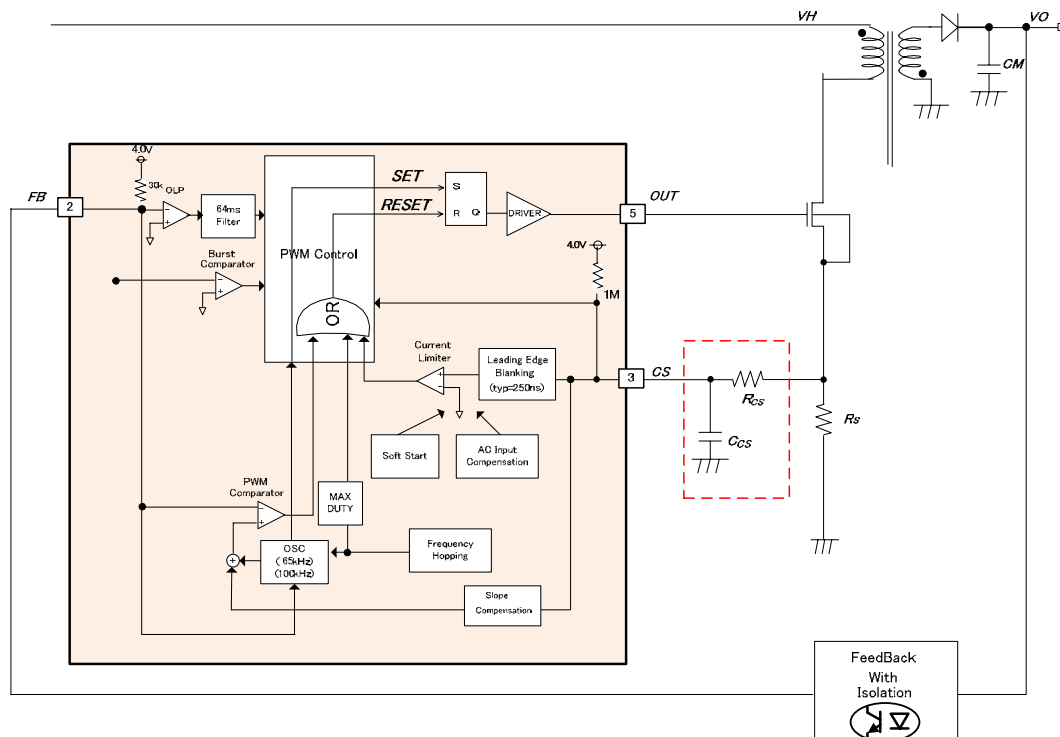 VH
VO
CM
4.0V
30k
OLP
FB
2
64ms
Filter
SET
RESET
S
R
Q
DRIVER
5
OUT
PWM Control
4.0V
1M
Burst
Comparator
OR
Current
Limiter
Leading Edge
Blanking
(typ=250ns)
3
CS
RCS
CCS
RS
Soft Start
AC Input
Compensation
PWM
Comparator
MAX
DUTY
OSC
(65kHz)
(100kHz)
Frequency
Hopping
Slope
Compensation
FeedBack
With
Isolation